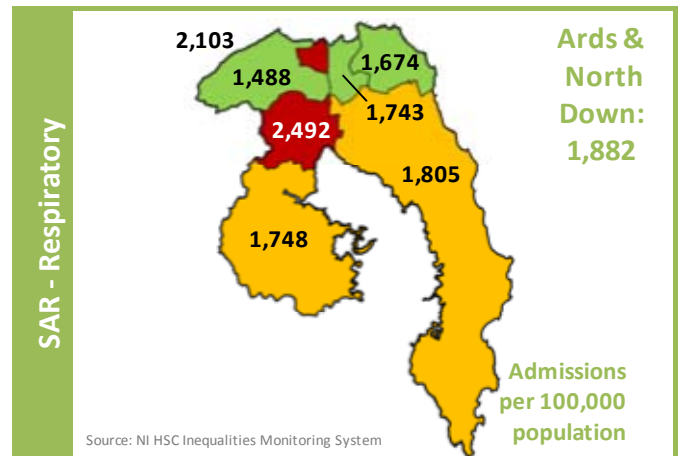 SAR - Respiratory
2,103
1,488
1,674
1,743
2,492
1,805
1,748
Ards &
North
Down:
1,882
Admissions
per 100,000
population
Source: NI HSC Inequalities Monitoring System